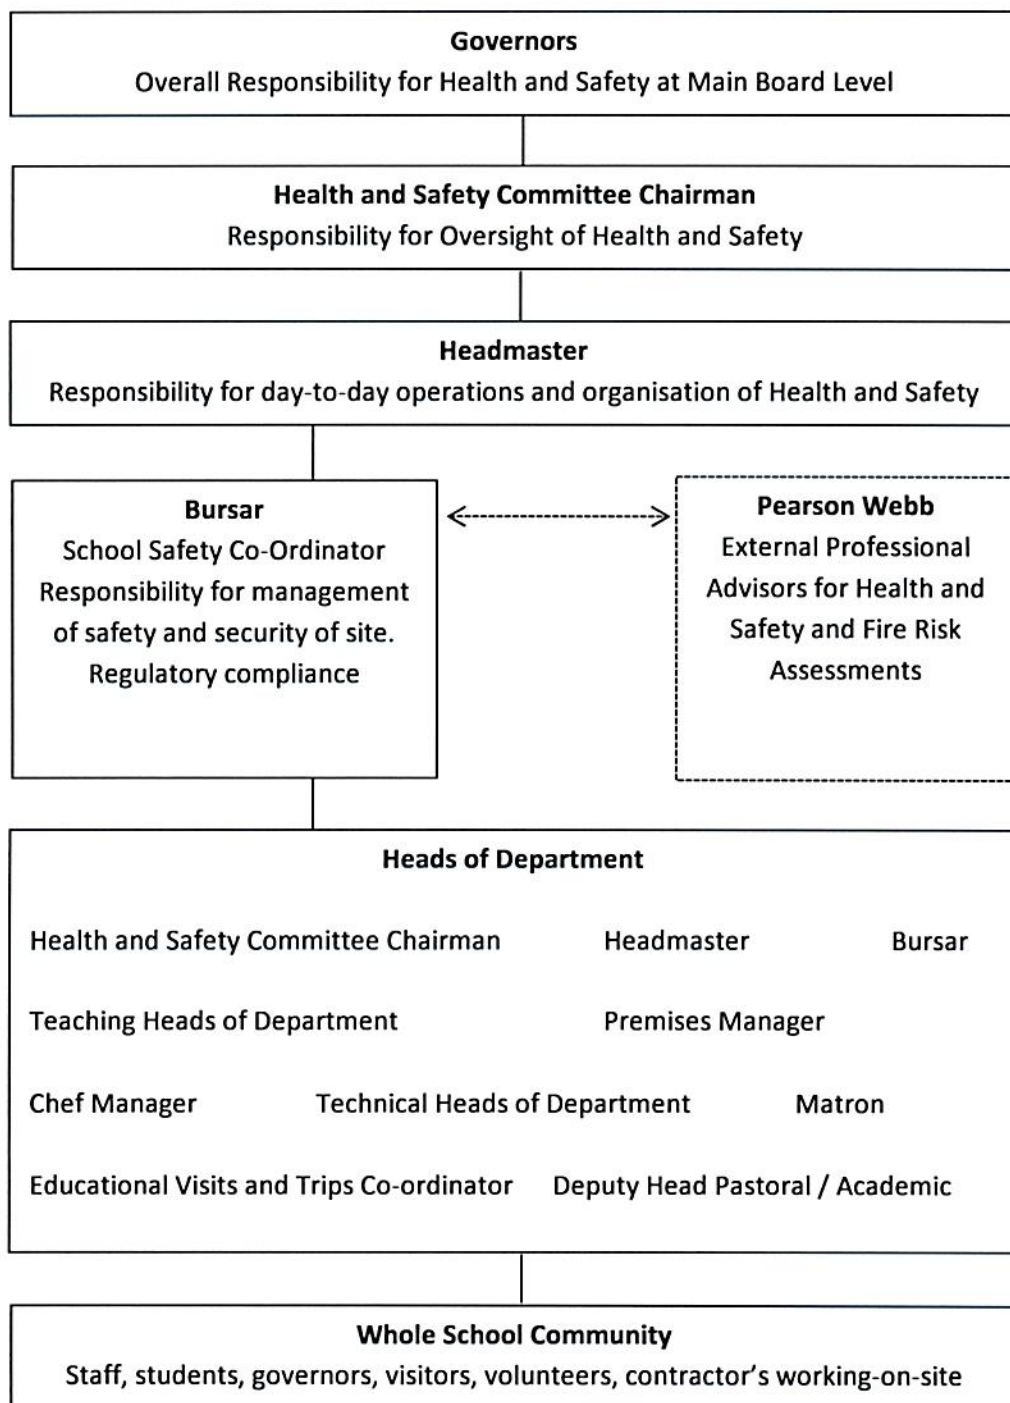 Governors
Overall Responsibility for Health and Safety at Main Board Level
Health and Safety Committee Chairman
Responsibility for Oversight of Health and Safety
Headmaster
Responsibility for day-to-day operations and organisation of Health and Safety
Bursar
School Safety Co-Ordinator
Responsibility for management
of safety and security of site.
Regulatory compliance
Pearson Webb
External Professional
Advisors for Health and
Safety and Fire Risk
Assessments
Heads of Department
Health and Safety Committee Chairman Headmaster Bursar
Teaching Heads of Department Premises Manager
Chef Manager Technical Heads of Department Matron
Educational Visits and Trips Co-ordinator Deputy Head Pastoral / Academic
Whole School Community
Staff, students, governors, visitors, volunteers, contractor's working-on-site